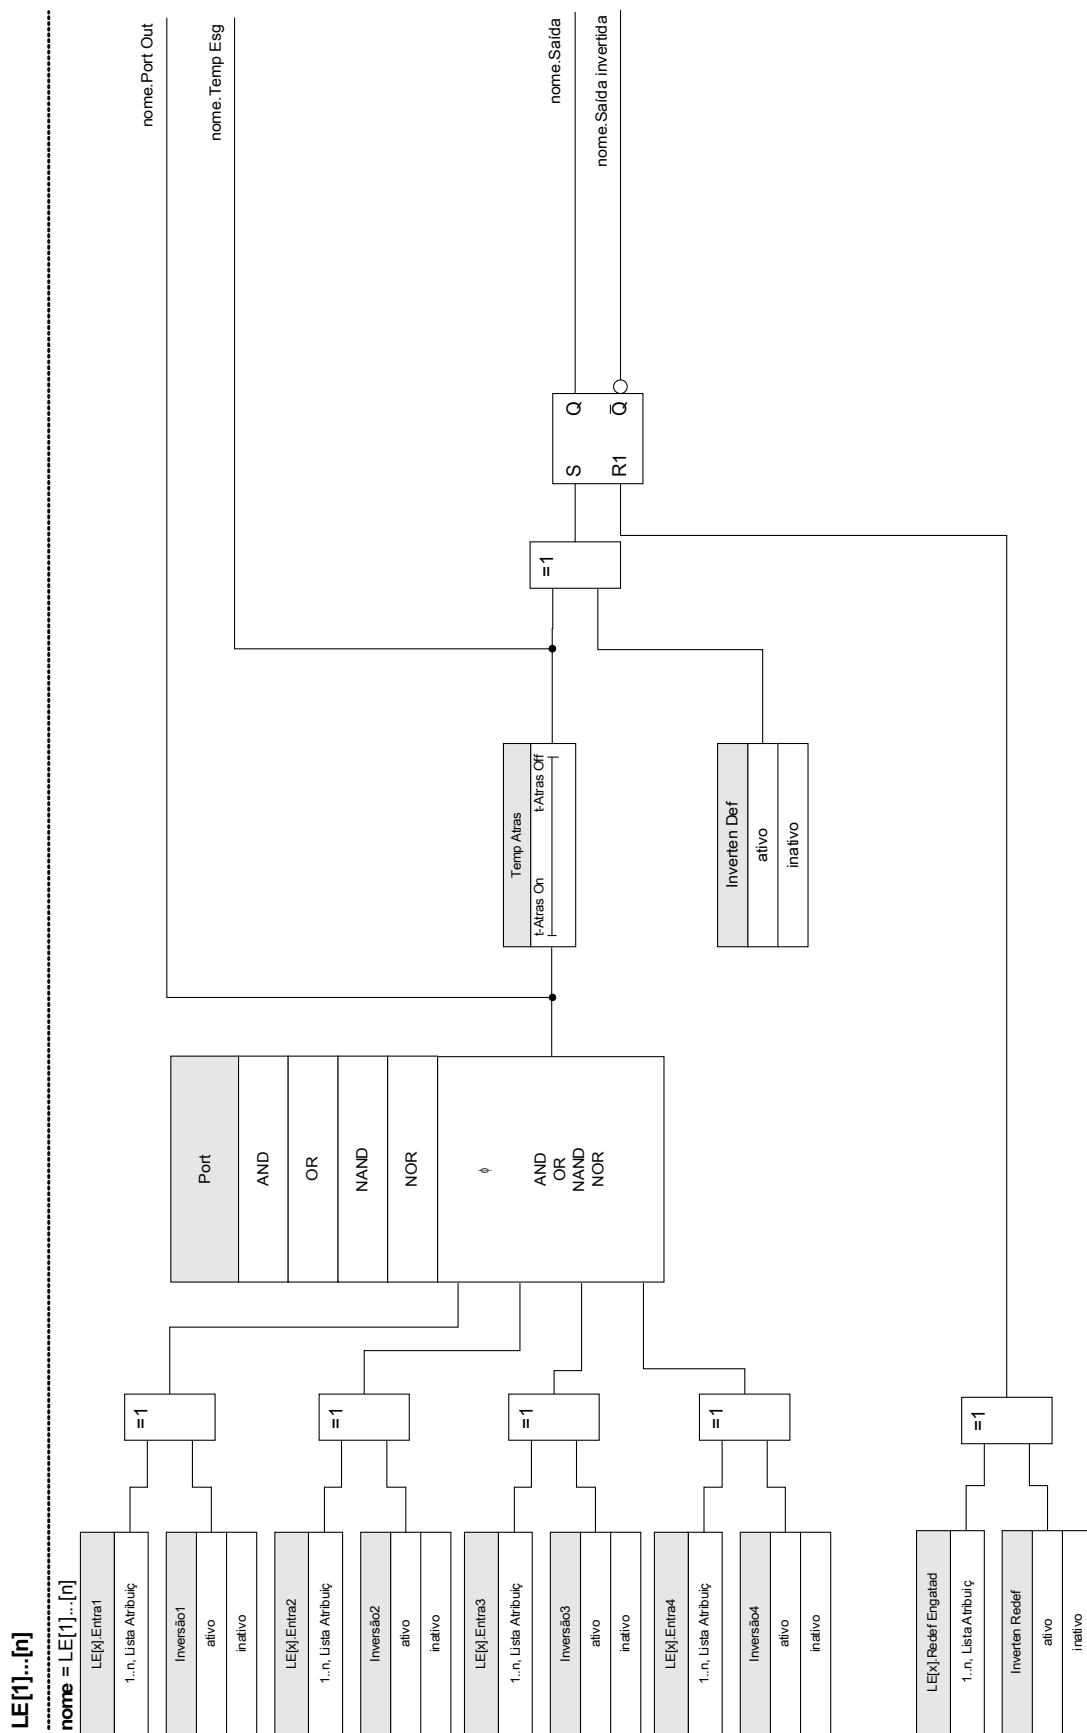 LE[1]...[n]
nome = LE[1]...[n]
LE[x].Entra1
1..n, Lista Atribuiç
Inversão1
ativo
inativo
LE[x].Entra2
1..n, Lista Atribuiç
Inversão2
ativo
inativo
LE[x].Entra3
1..n, Lista Atribuiç
Inversão3
ativo
inativo
LE[x].Entra4
1..n, Lista Atribuiç
Inversão4
ativo
inativo
LE[x].Redef Engatad
1..n, Lista Atribuiç
Inverten Redef
ativo
inativo
=1
=1
=1
=1
=1
Port
AND
OR
NAND
NOR
ϕ
AND
OR
NAND
NOR
Temp Atras
t-Atras On
t-Atras Off
Inverten Def
ativo
inativo
=1
S
Q
R1
Q̅
nome.Port Out
nome.Temp Esg
nome.Saída
nome.Saída invertida